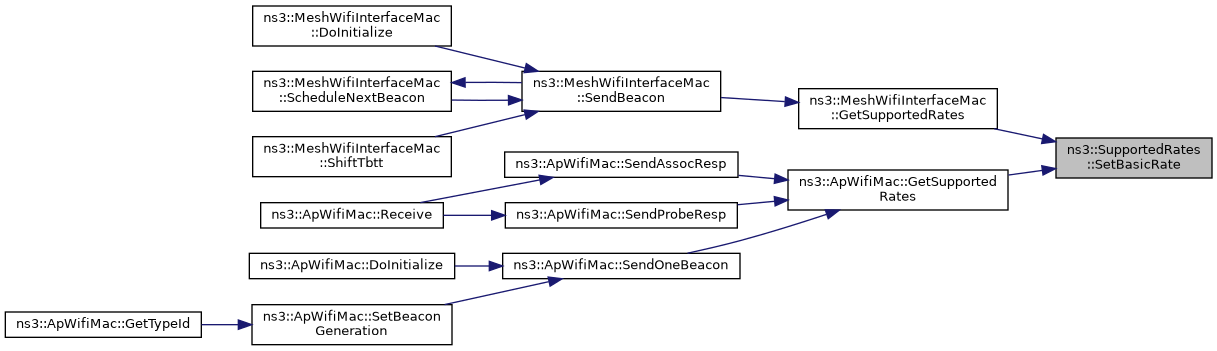 ns3::MeshWifiInterfaceMac
::DoInitialize
ns3::MeshWifiInterfaceMac
::ScheduleNextBeacon
ns3::MeshWifiInterfaceMac
::SendBeacon
ns3::MeshWifiInterfaceMac
::GetSupportedRates
ns3::MeshWifiInterfaceMac
::ShiftTbtt
ns3::SupportedRates
::SetBasicRate
ns3::ApWifiMac::SendAssocResp
ns3::ApWifiMac::GetSupported
Rates
ns3::ApWifiMac::Receive
ns3::ApWifiMac::SendProbeResp
ns3::ApWifiMac::DoInitialize
ns3::ApWifiMac::SendOneBeacon
ns3::ApWifiMac::GetTypeId
ns3::ApWifiMac::SetBeacon
Generation